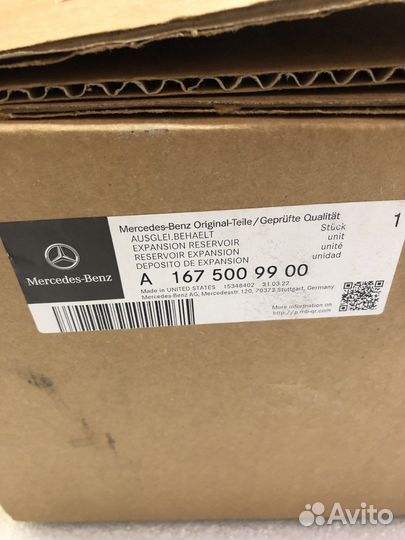 Mercedes-Benz Original-Teile/Geprüfte Qualität
AUSGLEI.BEHAELT
EXPANSION RESERVOIR
RESERVOIR EXPANSION
DEPOSITO DE EXPANSION
Stück
unit
unité
unidad
1
Mercedes-Benz
A 167 500 99 00
Made in UNITED STATES 15348402 31.03.22
Mercedes-Benz AG, Mercedesstr 120, 70372 Stuttgart, Germany
More information on
http://p.mb-qr.com
Avito